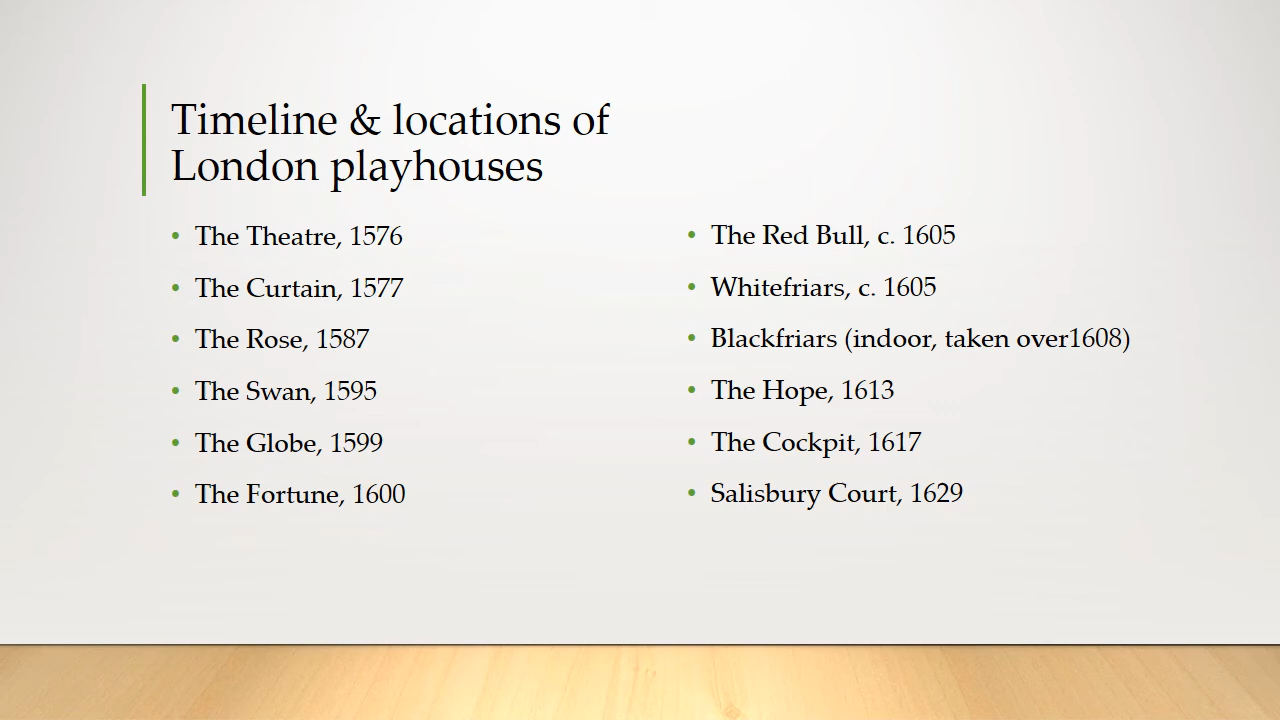 Timeline & locations of
London playhouses
• The Theatre, 1576
• The Curtain, 1577
• The Rose, 1587
• The Swan, 1595
• The Globe, 1599
• The Fortune, 1600
• The Red Bull, c. 1605
• Whitefriars, c. 1605
• Blackfriars (indoor, taken over1608)
• The Hope, 1613
• The Cockpit, 1617
• Salisbury Court, 1629